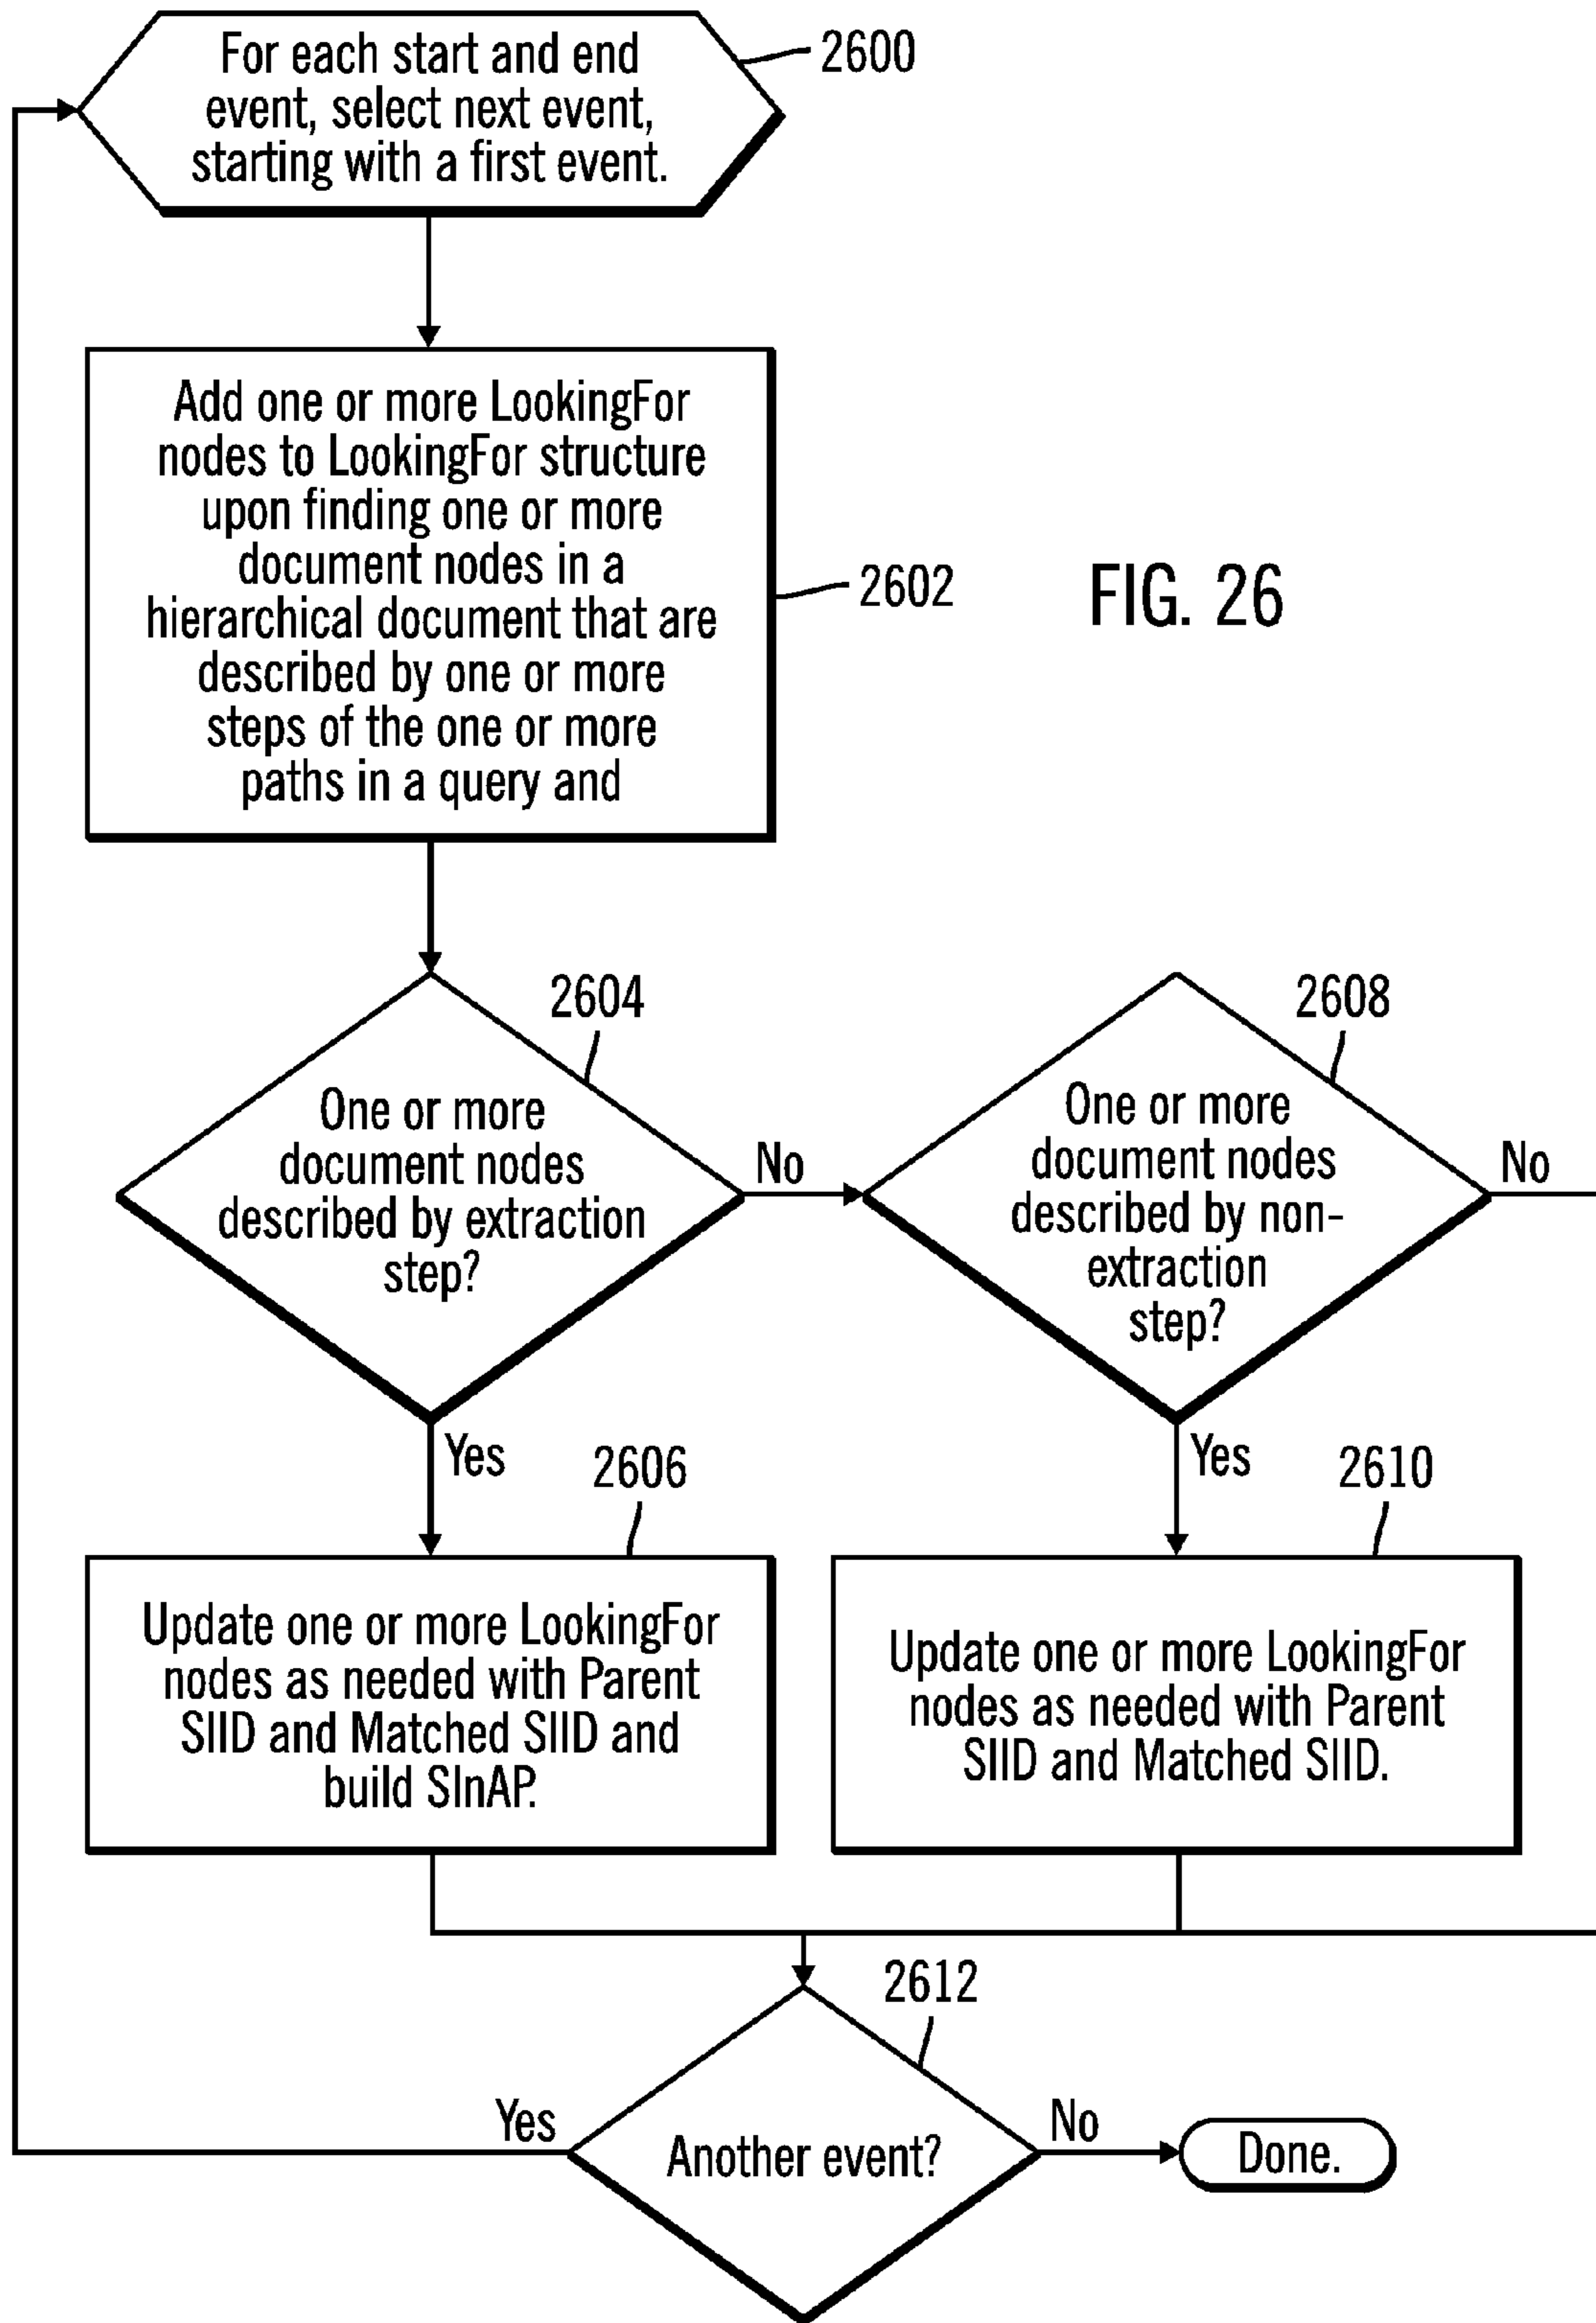 For each start and end
event, select next event,
starting with a first event.
2600
Add one or more LookingFor
nodes to LookingFor structure
upon finding one or more
document nodes in a
hierarchical document that are
described by one or more
steps of the one or more
paths in a query and
2602
FIG. 26
2604
One or more
document nodes
described by extraction
step?
No
Yes
2608
One or more
document nodes
described by non-
extraction
step?
No
Yes
2606
Update one or more LookingFor
nodes as needed with Parent
SIID and Matched SIID and
build SInAP.
2610
Update one or more LookingFor
nodes as needed with Parent
SIID and Matched SIID.
2612
Another event?
Yes
No
Done.